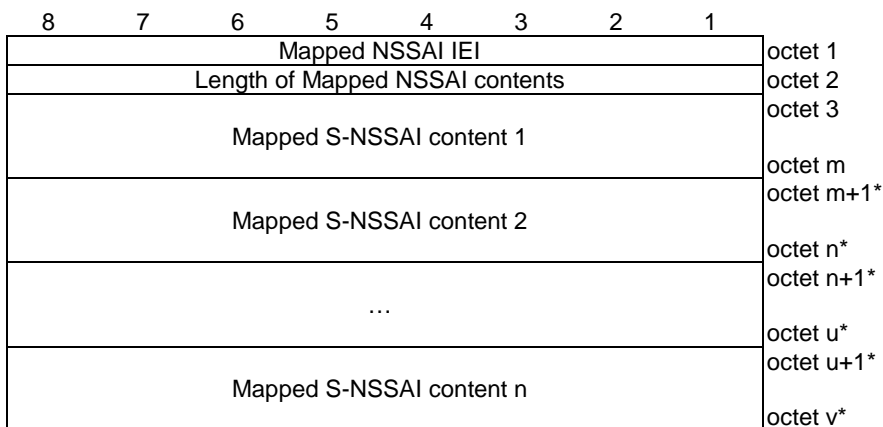 8 7 6 5 4 3 2 1
Mapped NSSAI IEI octet 1
Length of Mapped NSSAI contents octet 2
octet 3
Mapped S-NSSAI content 1
octet m
octet m+1*
Mapped S-NSSAI content 2
octet n*
octet n+1*
…
octet u*
octet u+1*
Mapped S-NSSAI content n
octet v*